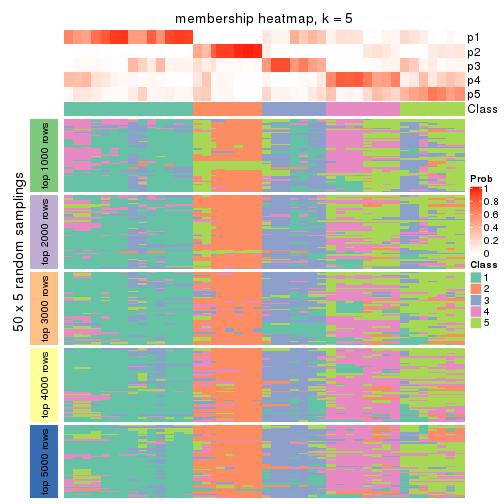 membership heatmap, k = 5
p1
p2
p3
p4
p5
Class
50 x 5 random samplings
top 1000 rows
top 2000 rows
top 3000 rows
top 4000 rows
top 5000 rows
Prob
1
0.8
0.6
0.4
0.2
0
Class
1
2
3
4
5